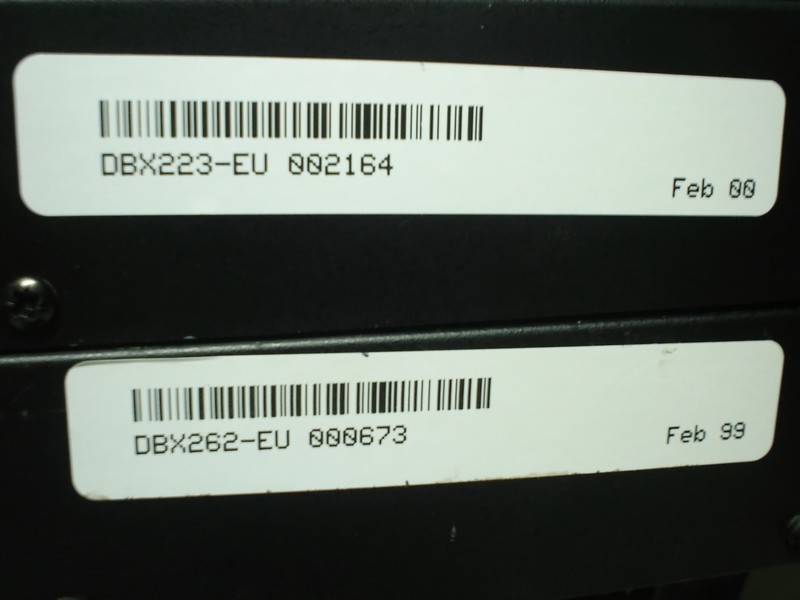 DBX223-EU 002164
Feb 00
DBX262-EU 000673
Feb 99